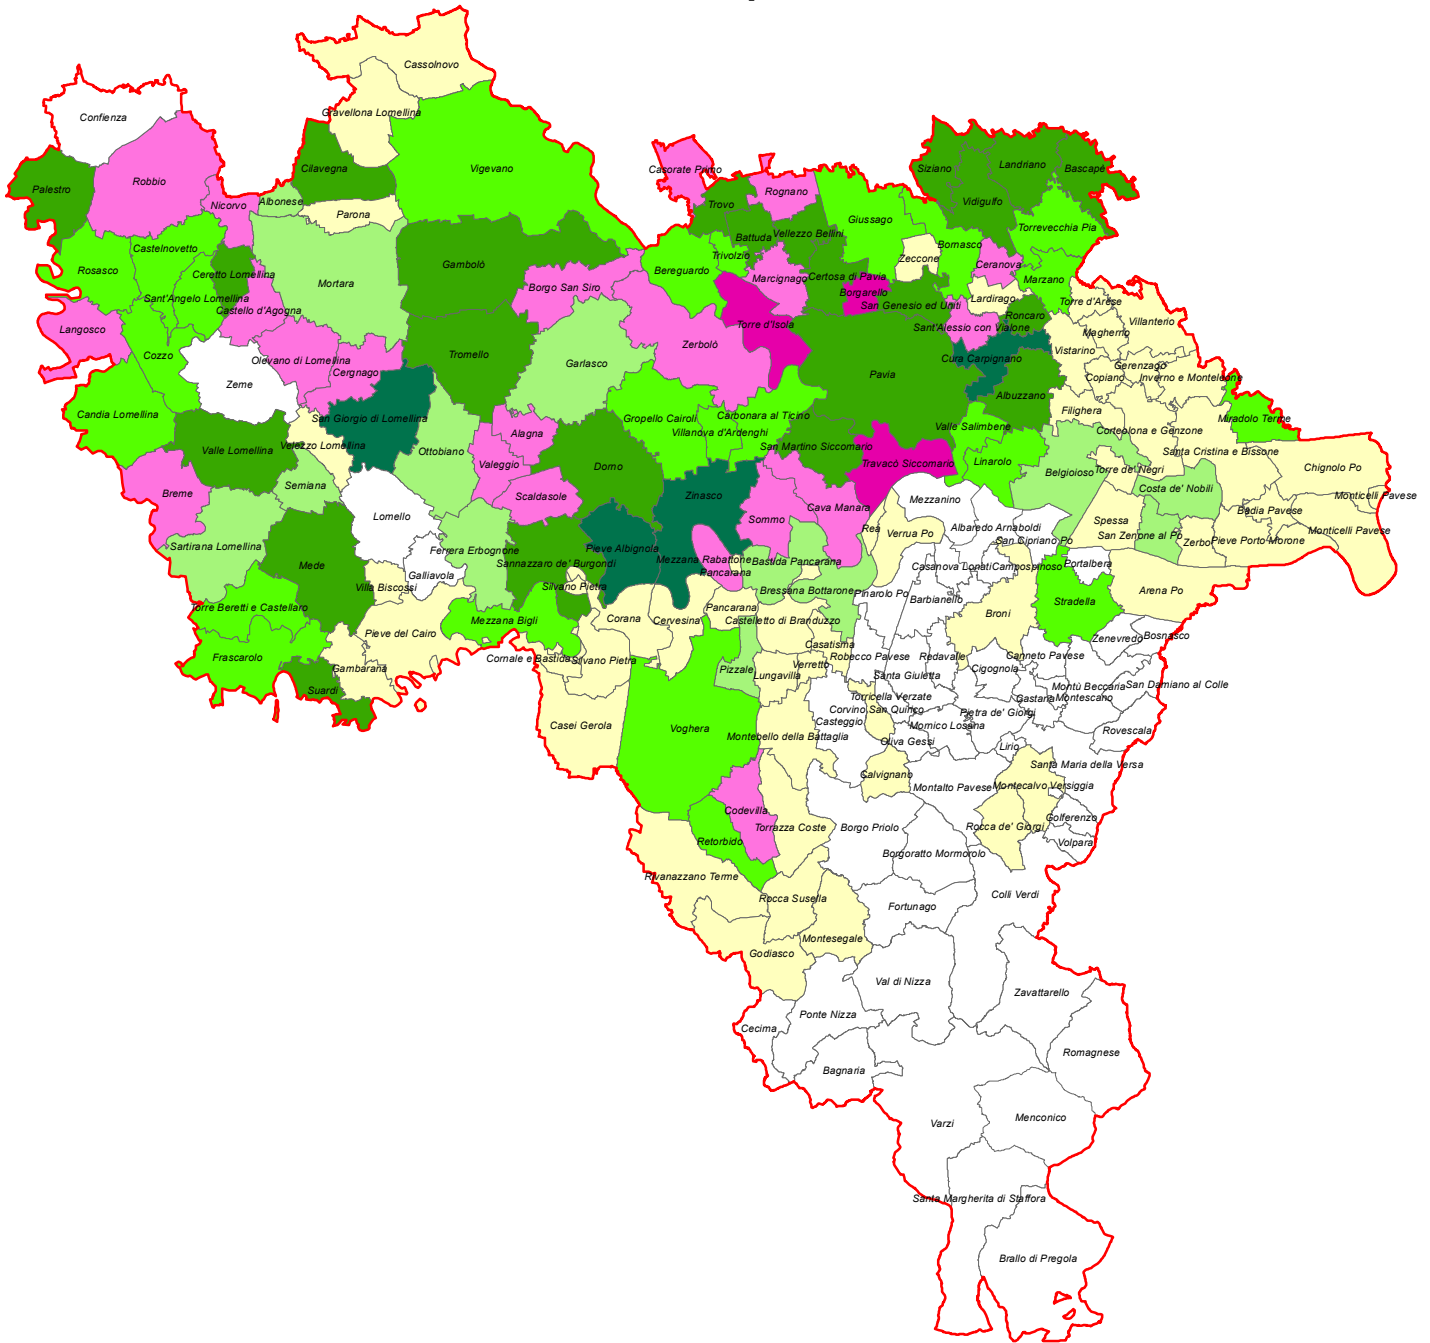 Cassolnovo
Gravellona Lomellina
Confienza
Cilavegna
Vigevano
Robbio
Palestro
Nicorvo
Albonese
Parona
Casorate Primo
Rognano
Trovo
Siziano
Landriano
Bascapè
Vidigulfo
Giussago
Torrevecchia Pia
Battuda
Vellezzo Bellini
Bornasco
Zeccone
Trivolzio
Ceranova
Castelnovetto
Rosasco
Ceretto Lomellina
Sant'Angelo Lomellina
Castello d'Agogna
Mortara
Gambolò
Borgo San Siro
Bereguardo
Marcignago
Certosa di Pavia
Borgarello
San Genesio ed Uniti
Lardirago
Marzano
Torre d'Arese
Roncaro
Villanterio
Magherno
Vistarino
Langosco
Cozzo
Olevano di Lomellina
Cergnago
Zeme
Tromello
Garlasco
Zerbolò
Torre d'Isola
Sant'Alessio con Vialone
Cura Carpignano
Pavia
Albuzzano
Gerenzago
Copiano
Inverno e Monteleone
Filighera
Miradolo Terme
Candia Lomellina
San Giorgio di Lomellina
Valle Lomellina
Velezzo Lomellina
Ottobiano
Alagna
Valeggio
Gropello Cairoli
Carbonara al Ticino
Villanova d'Ardenghi
San Martino Siccomario
Travacò Siccomario
Valle Salimbene
Linarolo
Corteolona e Genzone
Santa Cristina e Bissone
Belgioioso
Torre de' Negri
Costa de' Nobili
Chignolo Po
Monticelli Pavese
Badia Pavese
Monticelli Pavese
Pieve Porto Morone
Zerbo
San Zenone al Po
Spessa
Breme
Semiana
Lomello
Scaldasole
Dorno
Zinasco
Sommo
Cava Manara
Mezzanino
Rea
Verrua Po
Albaredo Arnaboldi
San Cipriano Po
Sartirana Lomellina
Mede
Ferrera Erbognone
Sannazzaro de' Burgondi
Pieve Albignola
Mezzana Rabattone
Pancarana
Bastida Pancarana
Galliavola
Villa Biscossi
Silvano Pietra
Bressana Bottarone
Pinarolo Po
Casanova Lonati
Campospinoso
Portalbera
Barbianello
Broni
Stradella
Arena Po
Torre Beretti e Castellaro
Mezzana Bigli
Pieve del Cairo
Corana
Cervesina
Pancarana
Casteletto di Branduzzo
Casatisma
Zenevredo
Bosnasco
Frascarolo
Gambarana
Suardi
Cornale e Bastida
Silvano Pietra
Pizzale
Lungavilla
Verretto
Robecco Pavese
Redavalle
Santa Giuletta
Cigognola
Canneto Pavese
Montù Beccaria
San Damiano al Colle
Castana
Montescano
Casei Gerola
Voghera
Montebello della Battaglia
Torricella Verzate
Corvino San Quirico
Casteggio
Mornico Losana
Pietra de' Giorgi
Oliva Gessi
Lirio
Rovescala
Santa Maria della Versa
Calvignano
Montalto Pavese
Montecalvo Versiggia
Golferenzo
Volpara
Rocca de' Giorgi
Codevilla
Torrazza Coste
Retorbido
Borgo Priolo
Borgoratto Mormorolo
Rivanazzano Terme
Rocca Susella
Fortunago
Colli Verdi
Montesegale
Godiasco
Val di Nizza
Zavattarello
Ponte Nizza
Cecima
Bagnaria
Romagnese
Varzi
Menconico
Santa Margherita di Staffora
Brallo di Pregola